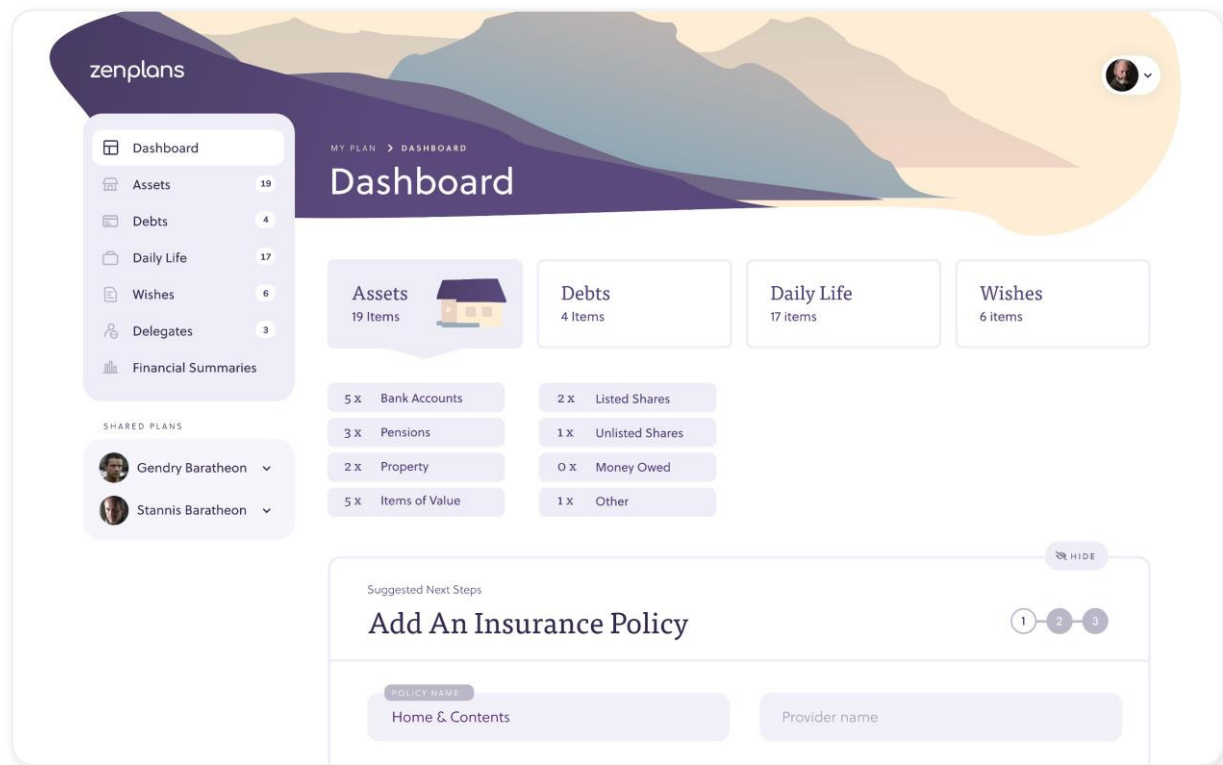 zenplans
Dashboard
Assets 19
Debts 4
Daily Life 17
Wishes 6
Delegates 3
Financial Summaries
SHARED PLANS
Gendry Baratheon
Stannis Baratheon
MY PLAN > DASHBOARD
Dashboard
Assets
19 Items
Debts
4 Items
Daily Life
17 items
Wishes
6 items
5 x Bank Accounts
3 x Pensions
2 x Property
5 x Items of Value
2 x Listed Shares
1 x Unlisted Shares
0 x Money Owed
1 x Other
HIDE
Suggested Next Steps
Add An Insurance Policy
1 2 3
POLICY NAME
Home & Contents
Provider name